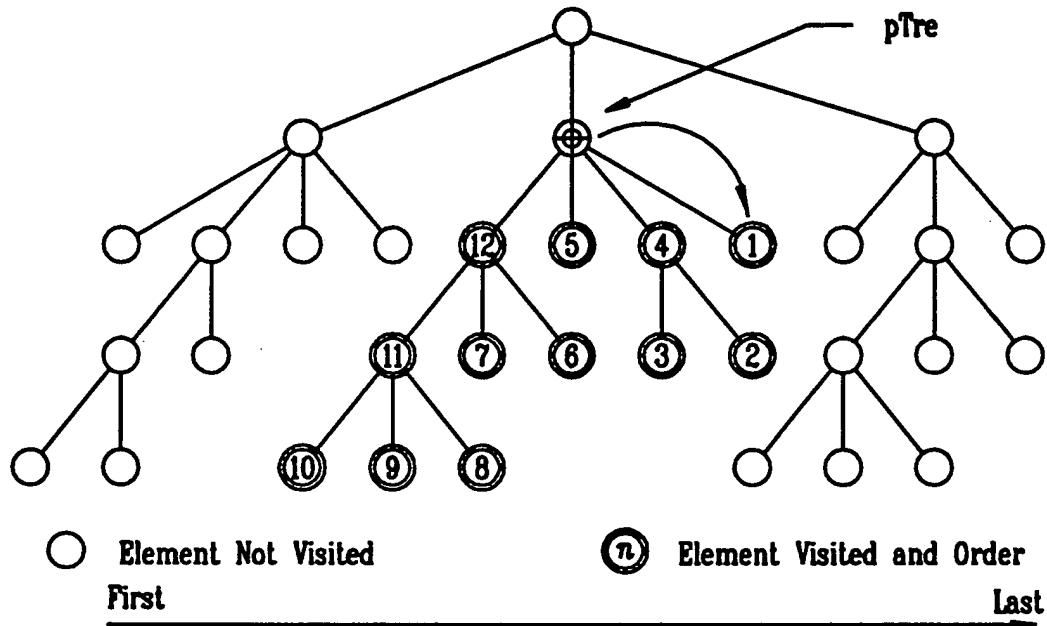 pTre
12 5 4 1
11 7 6 3 2
10 9 8
Element Not Visited
n Element Visited and Order
First Last